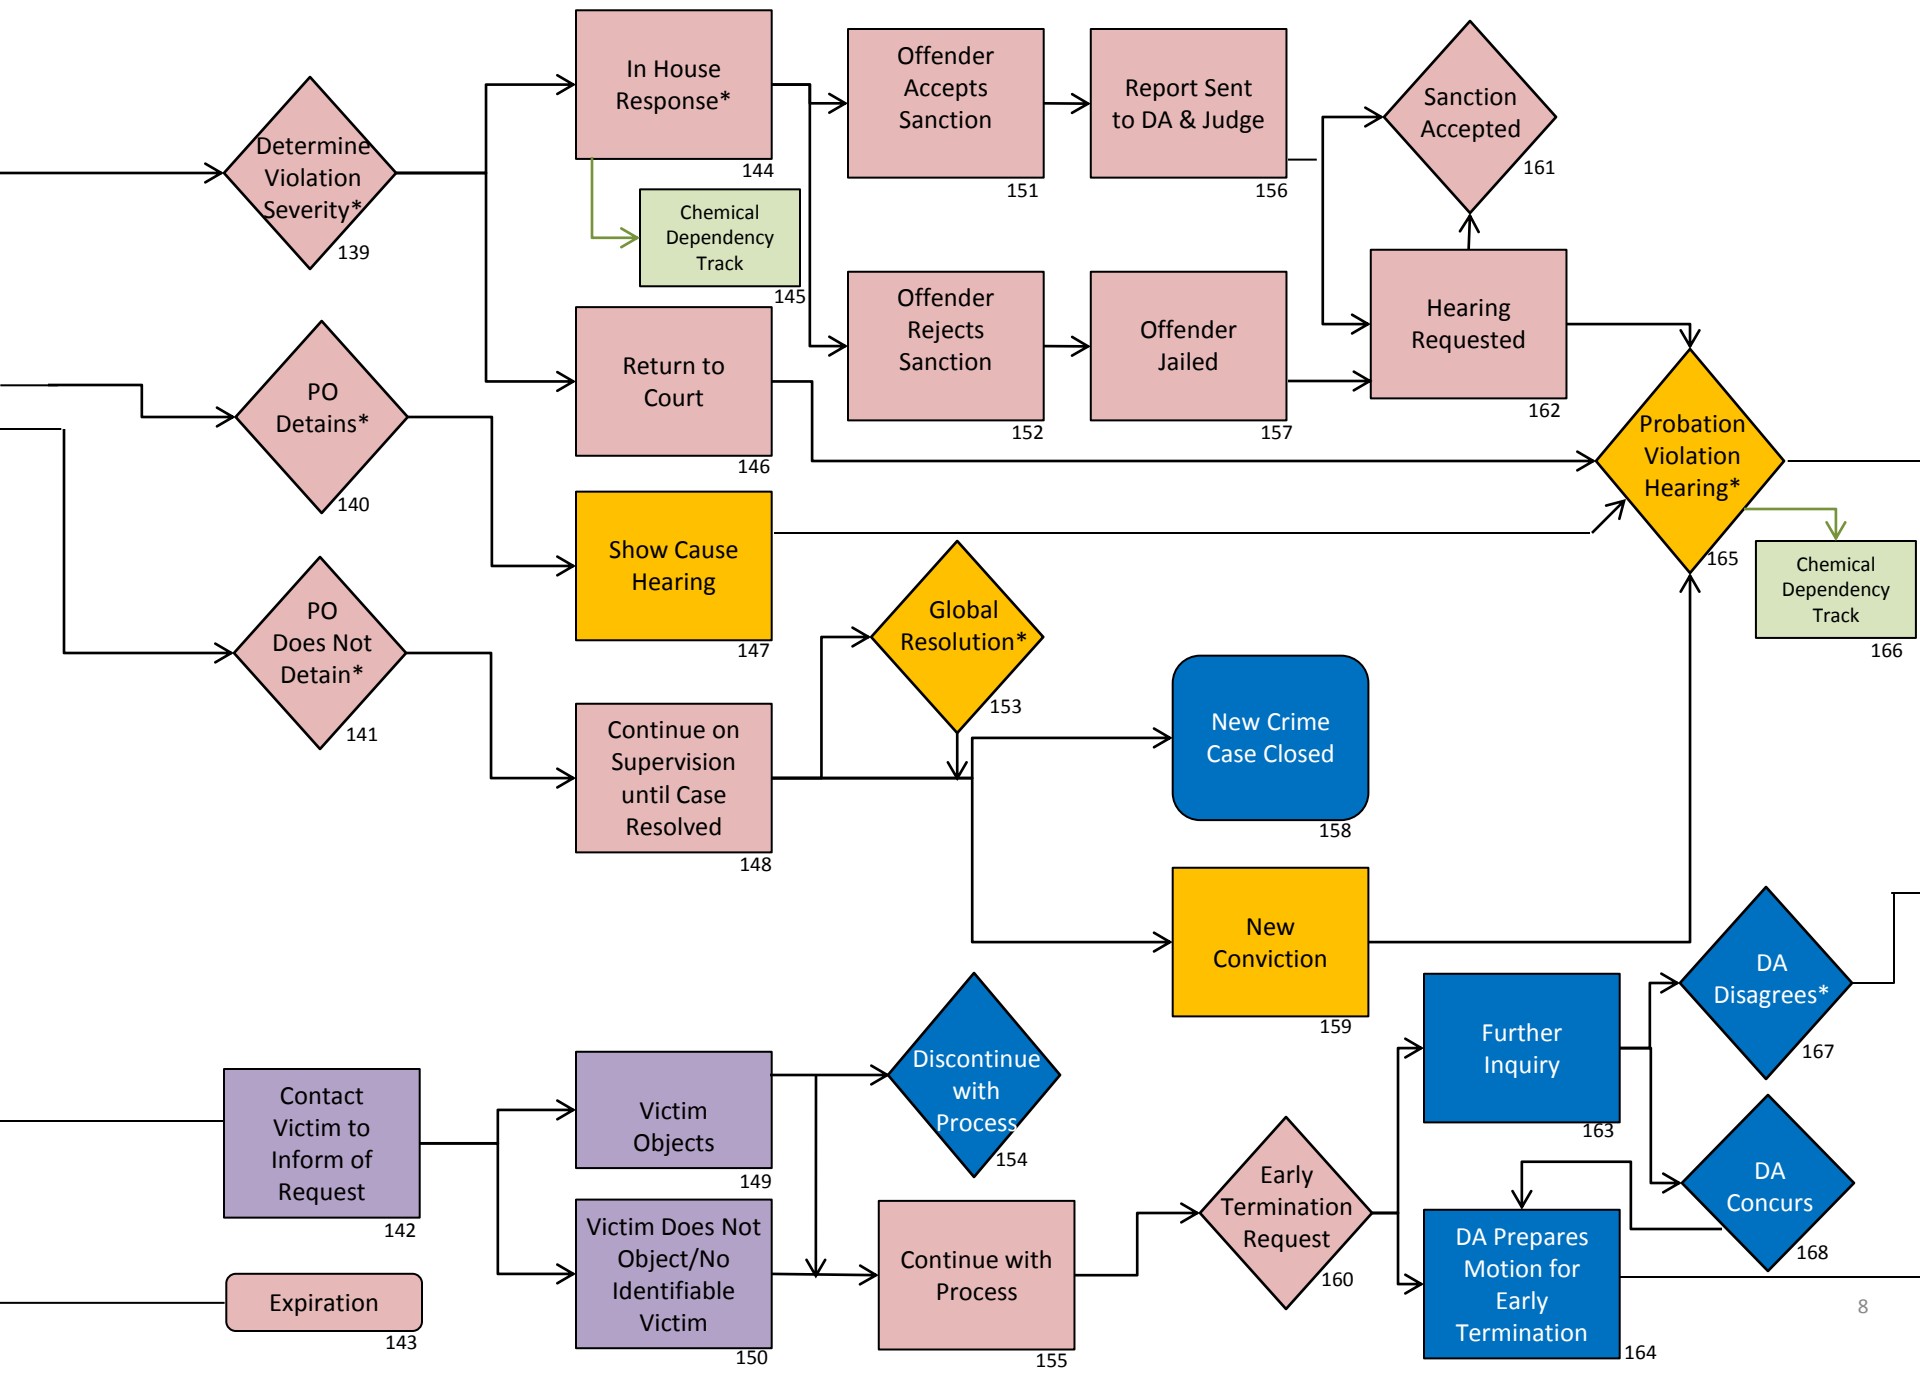 Determine
Violation
Severity*
139
PO
Detains*
140
PO
Does Not
Detain*
141
Contact
Victim to
Inform of
Request
142
Expiration
143
In House
Response*
144
Chemical
Dependency
Track
145
Return to
Court
146
Show Cause
Hearing
147
Continue on
Supervision
until Case
Resolved
148
Victim
Objects
149
Victim Does Not
Object/No
Identifiable
Victim
150
Offender
Accepts
Sanction
151
Offender
Rejects
Sanction
152
Global
Resolution*
153
Discontinue
with
Process
154
Continue with
Process
155
Report Sent
to DA & Judge
156
Offender
Jailed
157
New Crime
Case Closed
158
New
Conviction
159
Early
Termination
Request
160
Sanction
Accepted
161
Hearing
Requested
162
Further
Inquiry
163
DA Prepares
Motion for
Early
Termination
164
Probation
Violation
Hearing*
165
Chemical
Dependency
Track
166
DA
Disagrees*
167
DA
Concurs
168
8